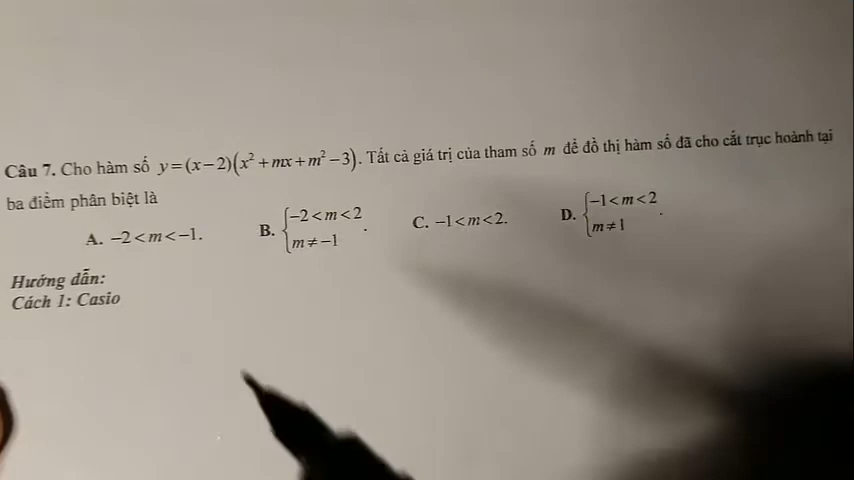 Câu 7. Cho hàm số y=(x−2)(x²+mx+m²−3). Tất cả giá trị của tham số m để đồ thị hàm số đã cho cắt trục hoành tại
ba điểm phân biệt là
A. −2<m<−1. B. {−2<m<2 m≠−1. C. −1<m<2. D. {−1<m<2 m≠1.
Hướng dẫn:
Cách 1: Casio